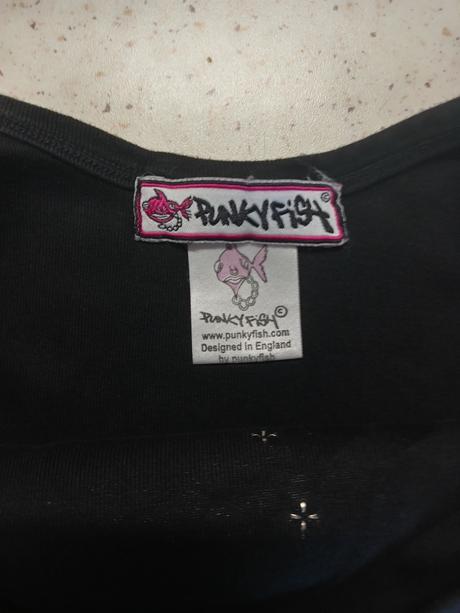 PUNKYFiSH©
PUNKYFiSH©
www.punkyfish.com
Designed in England
by punkyfish